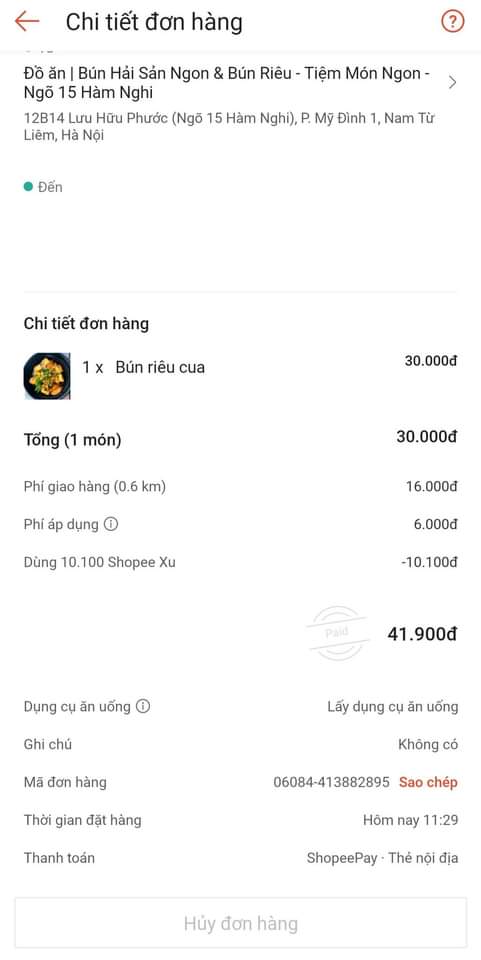 Chi tiết đơn hàng
Đồ ăn | Bún Hải Sản Ngon & Bún Riêu - Tiệm Món Ngon -
Ngõ 15 Hàm Nghi
12B14 Lưu Hữu Phước (Ngõ 15 Hàm Nghi), P. Mỹ Đình 1, Nam Từ
Liêm, Hà Nội
Đến
Chi tiết đơn hàng
1 x Bún riêu cua 30.000đ
Tổng (1 món) 30.000đ
Phí giao hàng (0.6 km) 16.000đ
Phí áp dụng 6.000đ
Dùng 10.100 Shopee Xu -10.100đ
Paid 41.900đ
Dụng cụ ăn uống Lấy dụng cụ ăn uống
Ghi chú Không có
Mã đơn hàng 06084-413882895 Sao chép
Thời gian đặt hàng Hôm nay 11:29
Thanh toán ShopeePay · Thẻ nội địa
Hủy đơn hàng